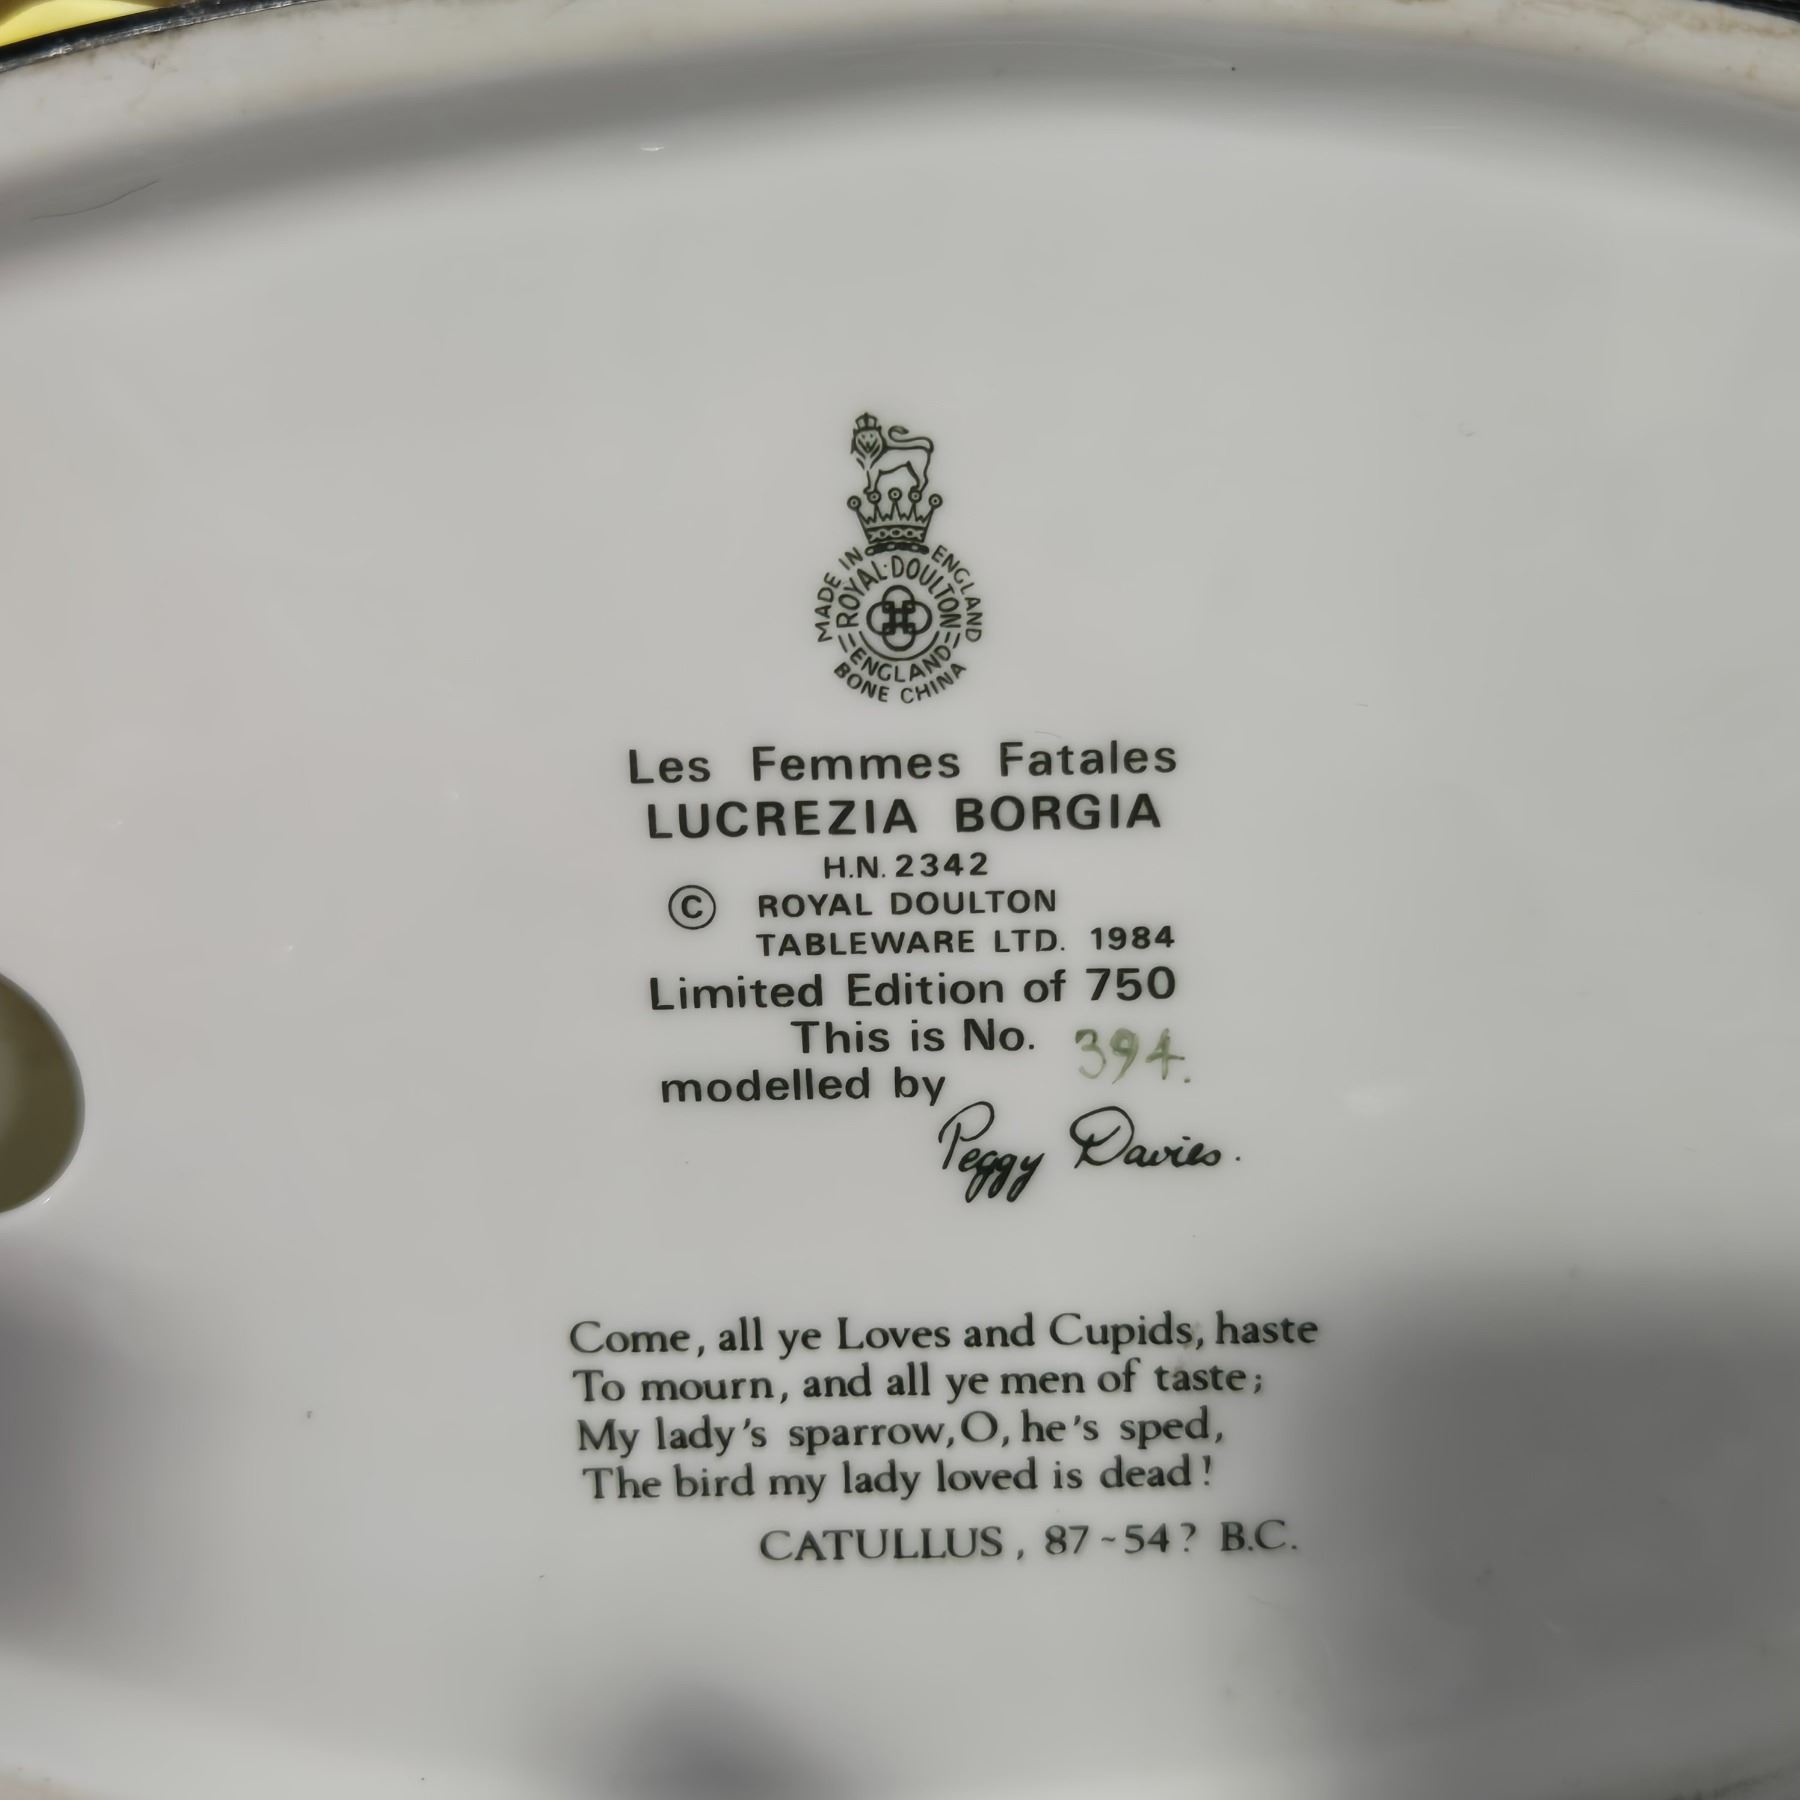 MADE IN ENGLAND
ROYAL·DOULTON
ENGLAND
BONE CHINA
Les Femmes Fatales
LUCREZIA BORGIA
H.N. 2342
© ROYAL DOULTON
TABLEWARE LTD. 1984
Limited Edition of 750
This is No. 394.
modelled by
Peggy Davies.
Come, all ye Loves and Cupids, haste
To mourn, and all ye men of taste;
My lady's sparrow, O, he's sped,
The bird my lady loved is dead!
CATULLUS, 87~54? B.C.